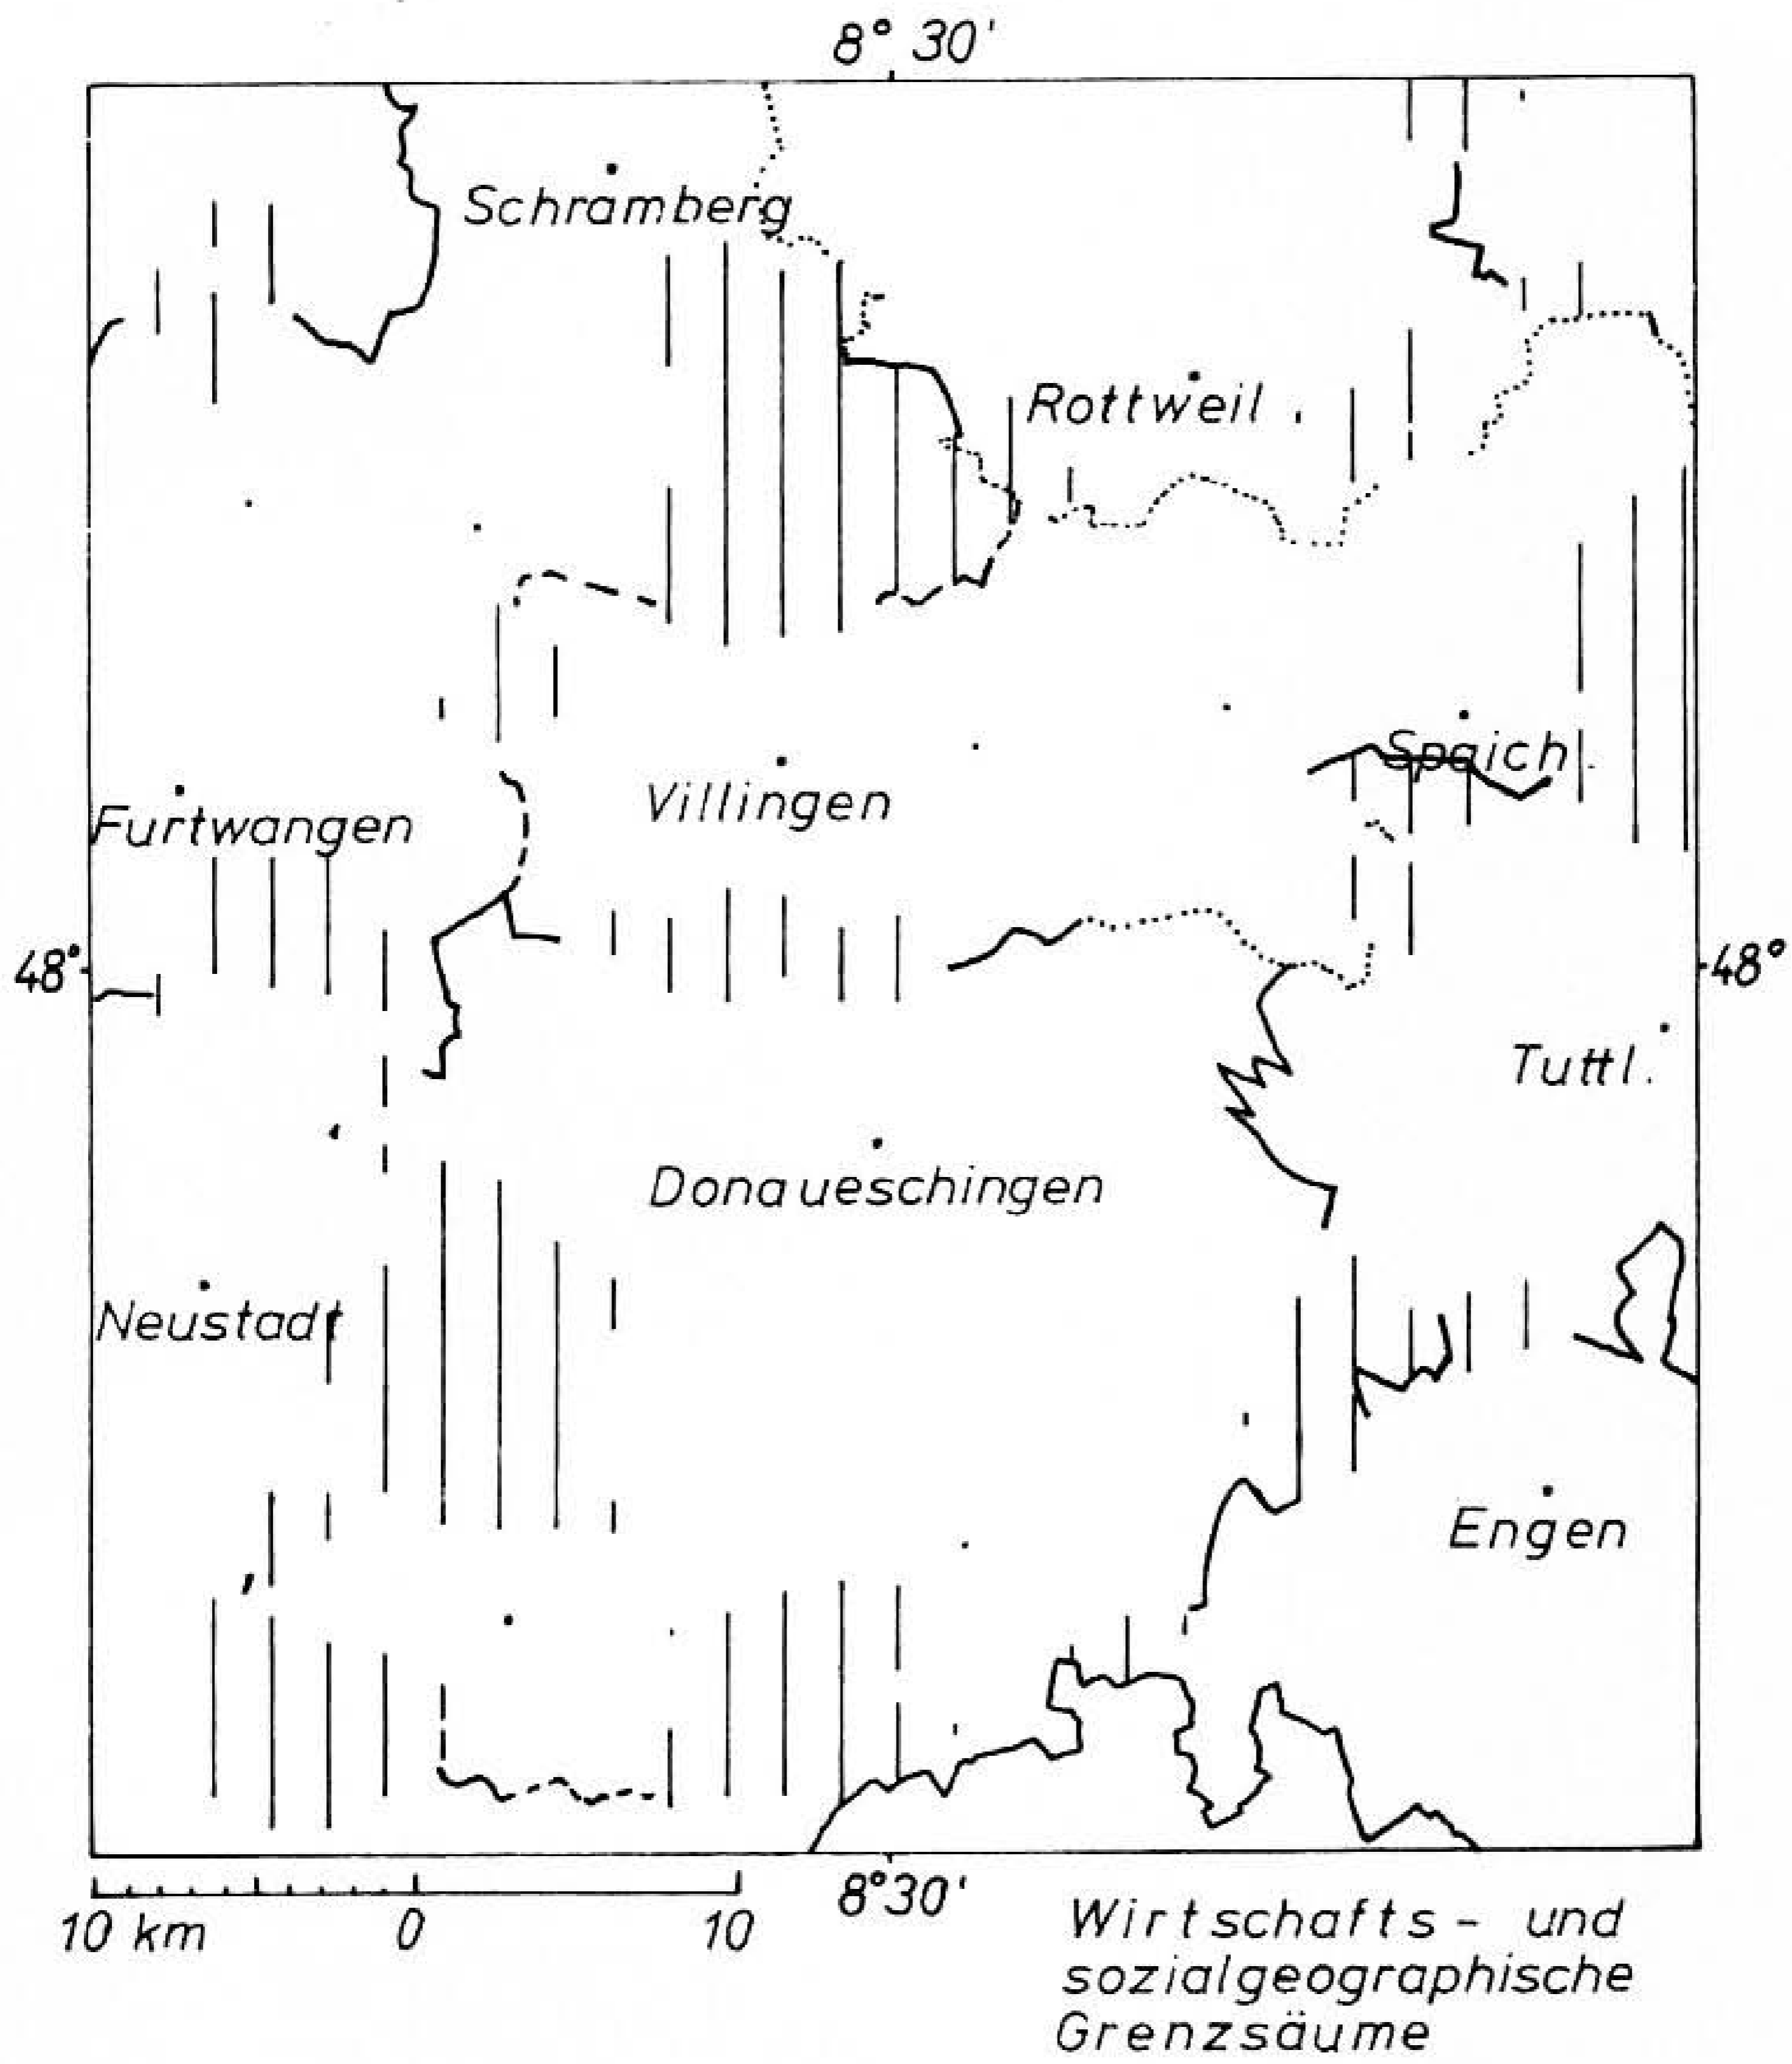 8° 30'
Schramberg
Rottweil
Spaich.
Furtwangen
Villingen
48°
48°
Tuttl.
Donaueschingen
Neustadt
Engen
8°30'
10 km 0 10
Wirtschafts- und
sozialgeographische
Grenzsäume